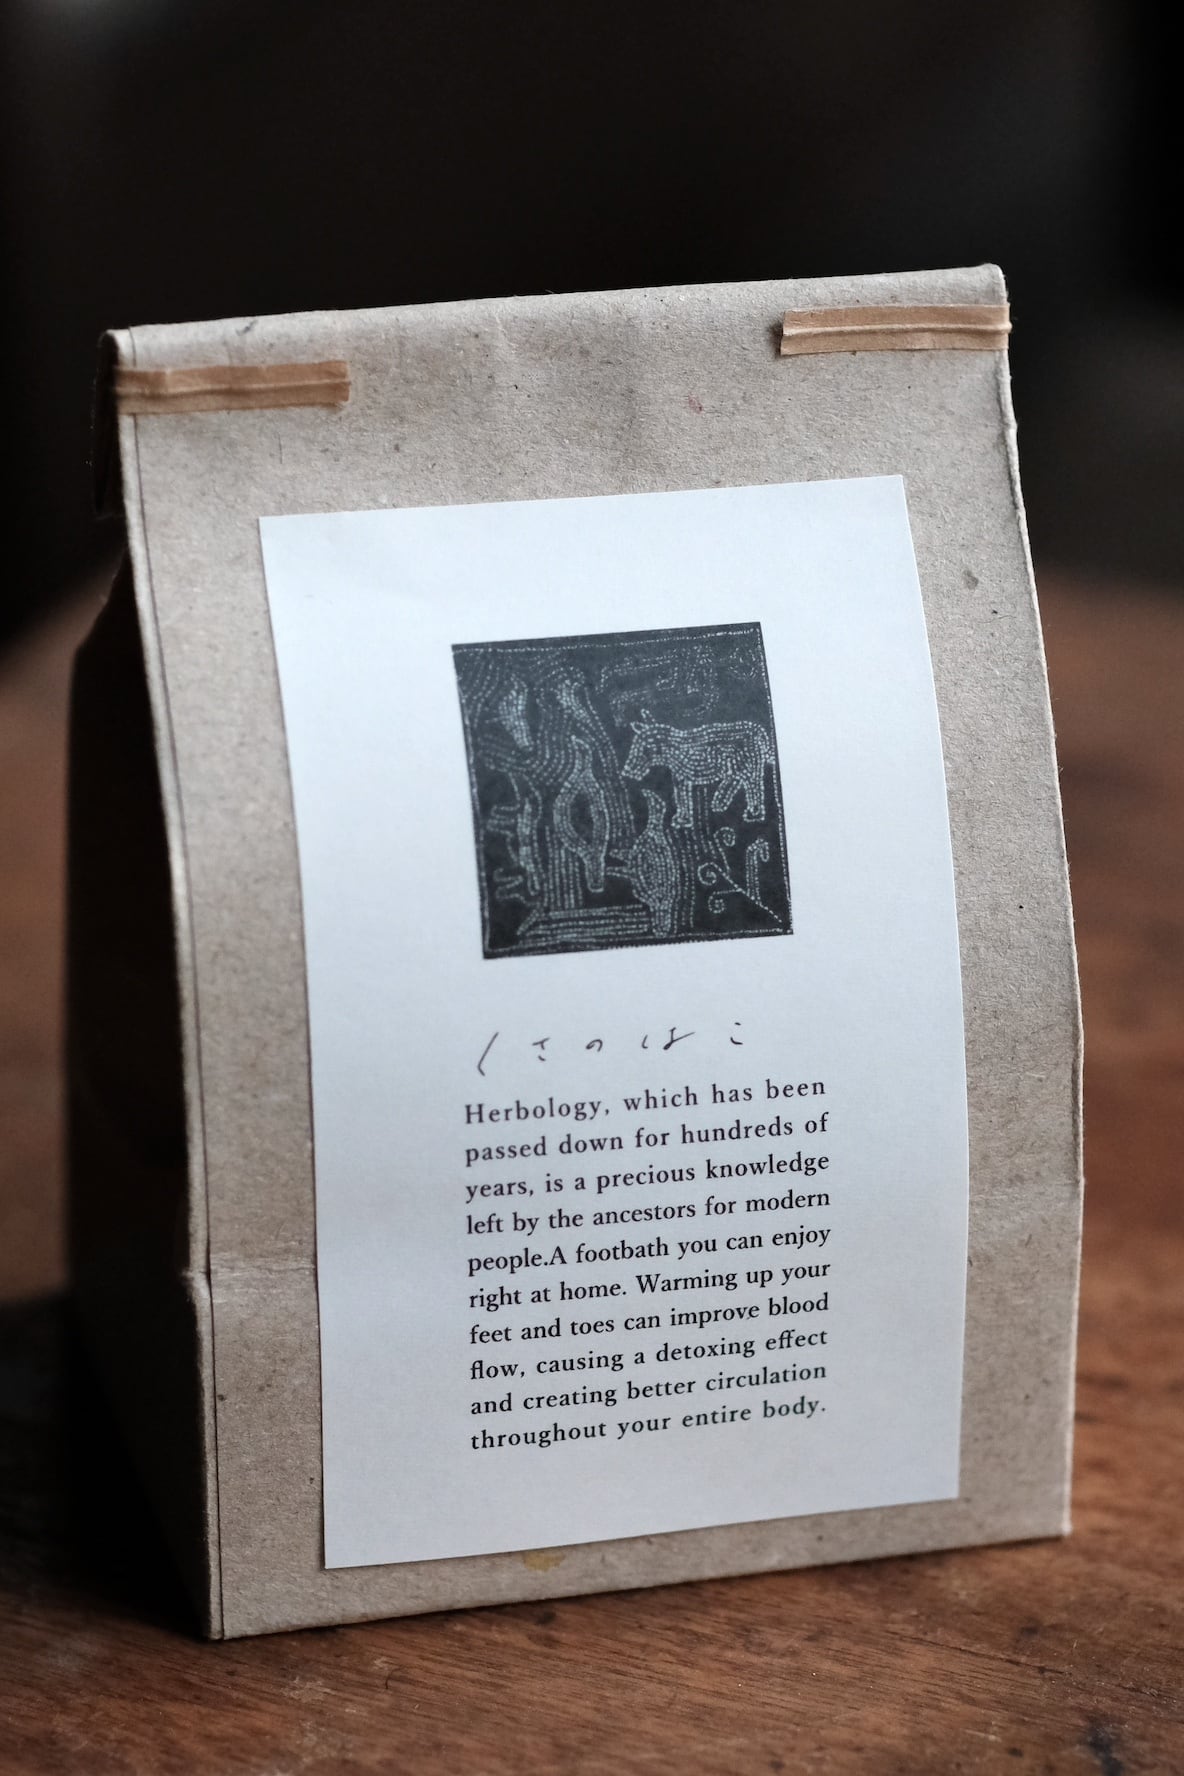 くさのはこ
Herbology, which has been
passed down for hundreds of
years, is a precious knowledge
left by the ancestors for modern
people.A footbath you can enjoy
right at home. Warming up your
feet and toes can improve blood
flow, causing a detoxing effect
and creating better circulation
throughout your entire body.